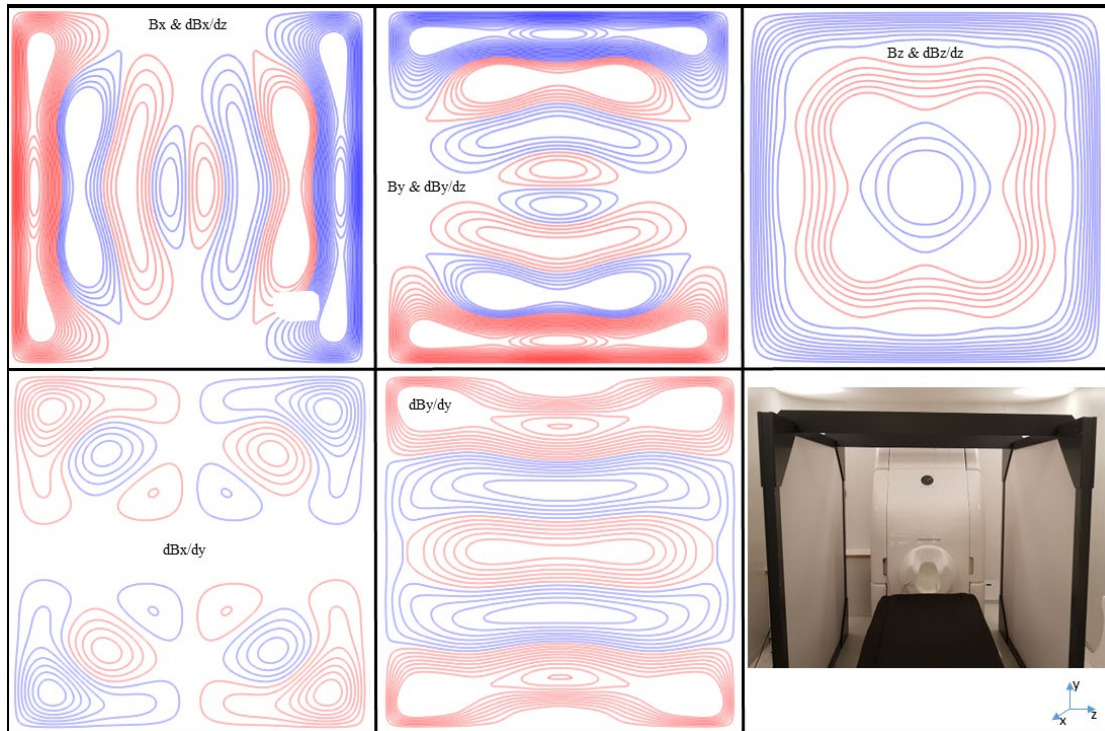 Bx & dBx/dz
By & dBy/dz
Bz & dBz/dz
dBx/dy
dBy/dy
y
x
z